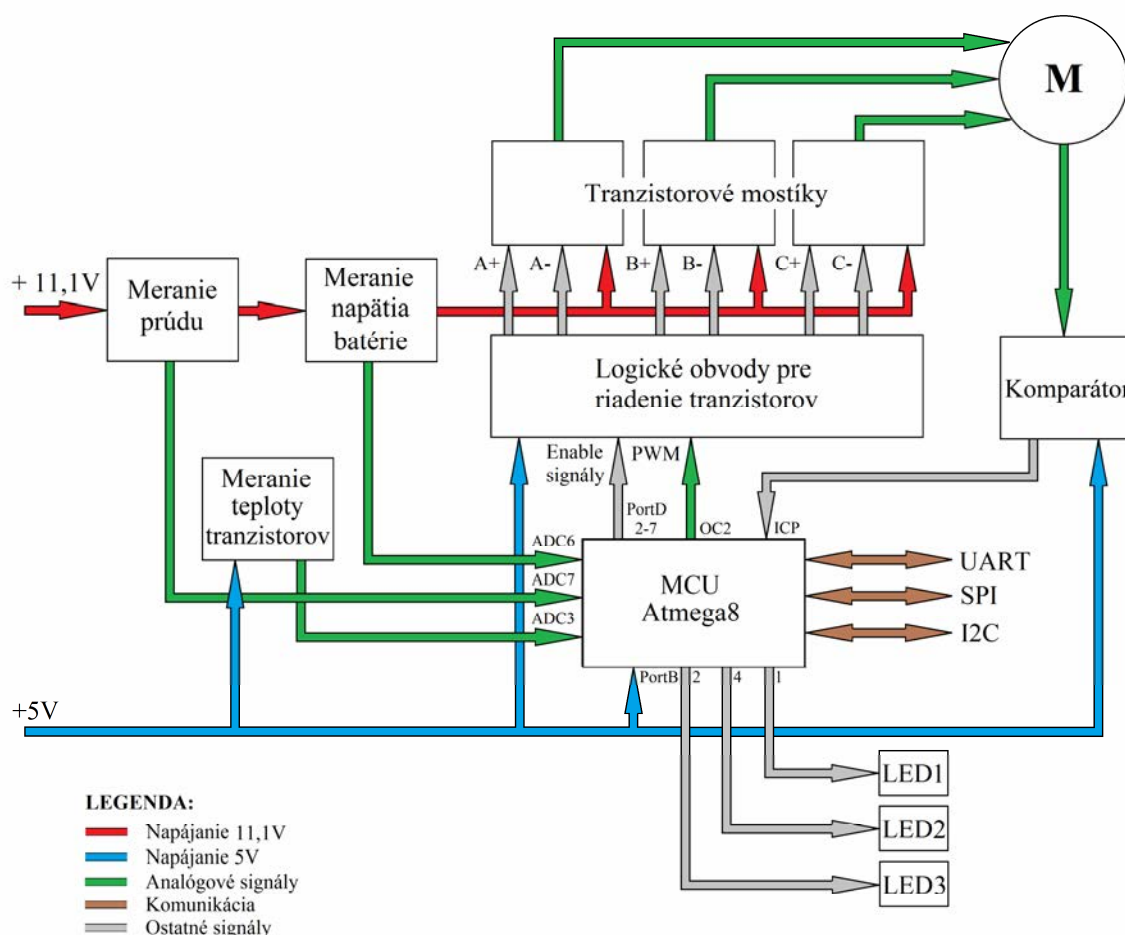 M
Tranzistorové mostíky
A+
A-
B+
B-
C+
C-
+ 11,1V
Meranie
prúdu
Meranie
napätia
batérie
Logické obvody pre
riadenie tranzistorov
Komparátor
Enable
signály
PWM
Meranie
teploty
tranzistorov
PortD
2-7
OC2
ICP
ADC6
ADC7
ADC3
MCU
Atmega8
UART
SPI
I2C
PortB
2
4
1
+5V
LED1
LED2
LED3
LEGENDA:
Napájanie 11,1V
Napájanie 5V
Analógové signály
Komunikácia
Ostatné signály